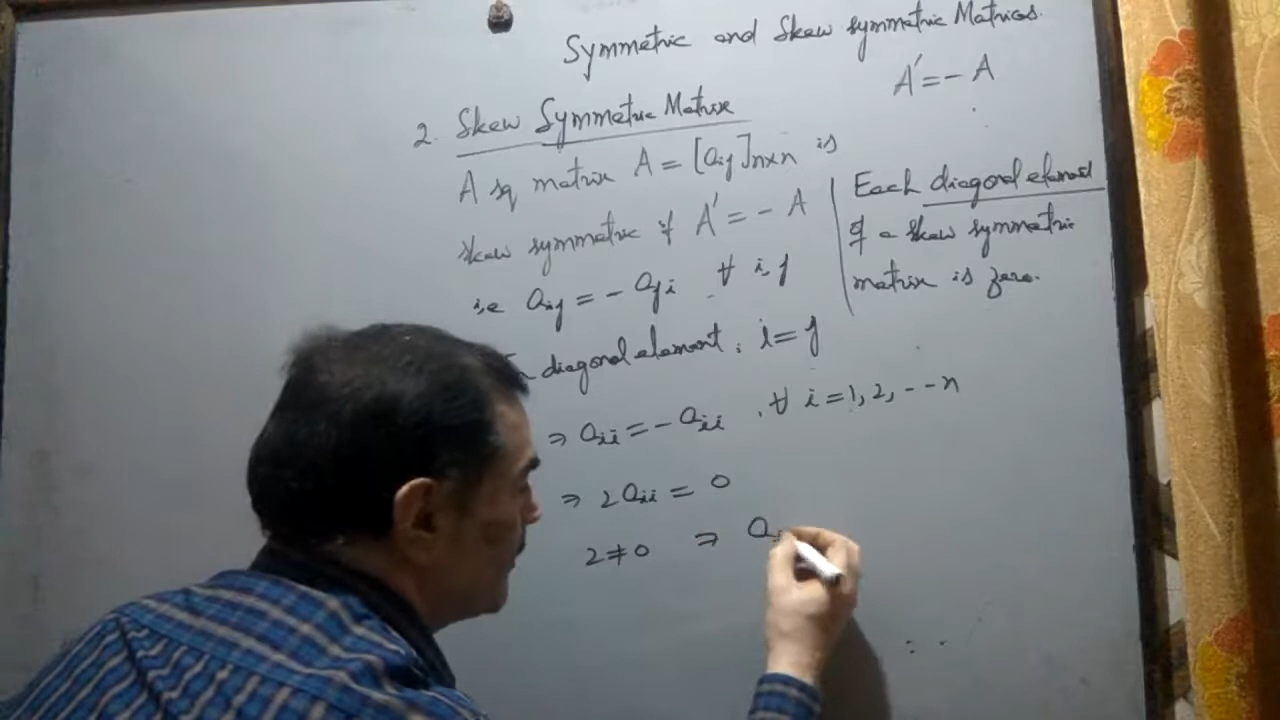 Symmetric and Skew symmetric Matrices.
A' = - A
2. Skew Symmetric Matrix
A sq matrix A = [aij]n×n is
skew symmetric if A' = - A
i.e aij = - aji ∀ i, j
diagonal element, i = j
⇒ aii = - aii , ∀ i = 1, 2, -- n
⇒ 2aii = 0
2 ≠ 0 ⇒ a
Each diagonal element
of a skew symmetric
matrix is zero.